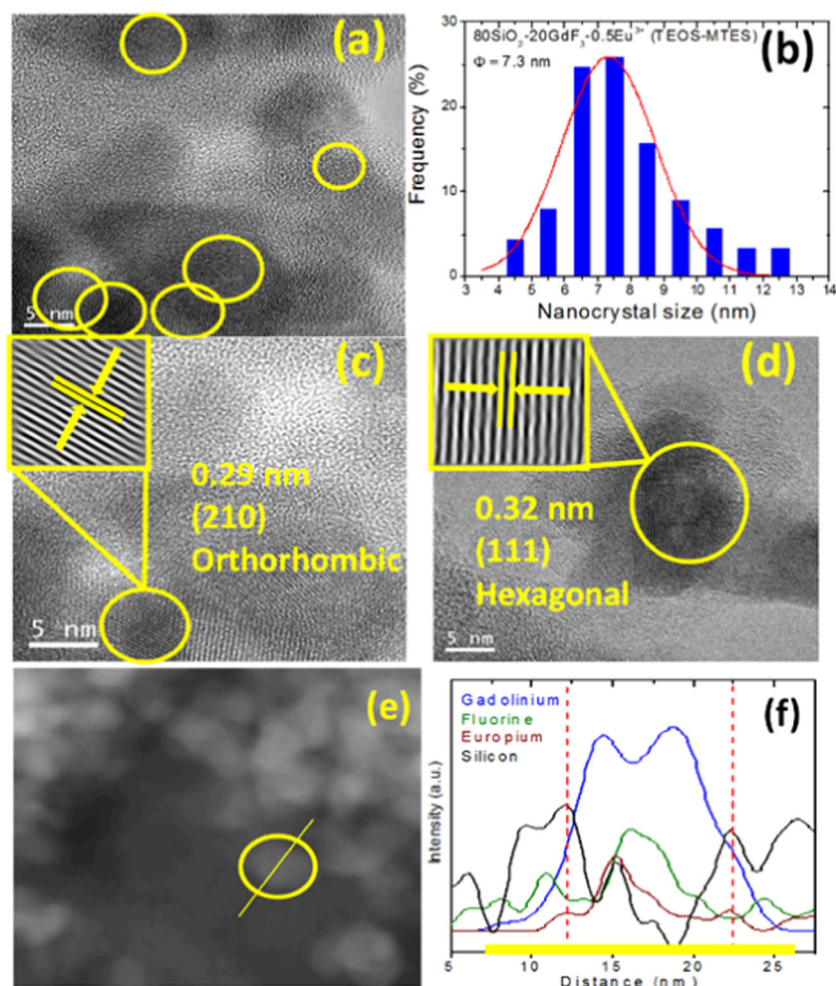 (a)
5 nm
80SiO₂-20GdF₃-0.5Eu³⁺ (TEOS-MTES)
Φ = 7.3 nm
(b)
Frequency (%)
30
20
10
0
3 4 5 6 7 8 9 10 11 12 13 14
Nanocrystal size (nm)
(c)
0.29 nm
(210)
Orthorhombic
5 nm
(d)
0.32 nm
(111)
Hexagonal
5 nm
(e)
Gadolinium
Fluorine
Europium
Silicon
(f)
Intensity (a.u.)
5 10 15 20 25
Distance (nm)